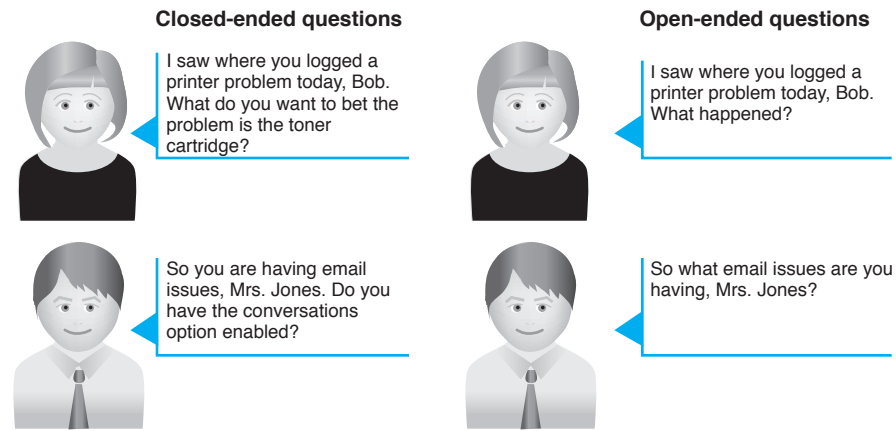 Closed-ended questions
I saw where you logged a
printer problem today, Bob.
What do you want to bet the
problem is the toner
cartridge?
So you are having email
issues, Mrs. Jones. Do you
have the conversations
option enabled?
Open-ended questions
I saw where you logged a
printer problem today, Bob.
What happened?
So what email issues are you
having, Mrs. Jones?